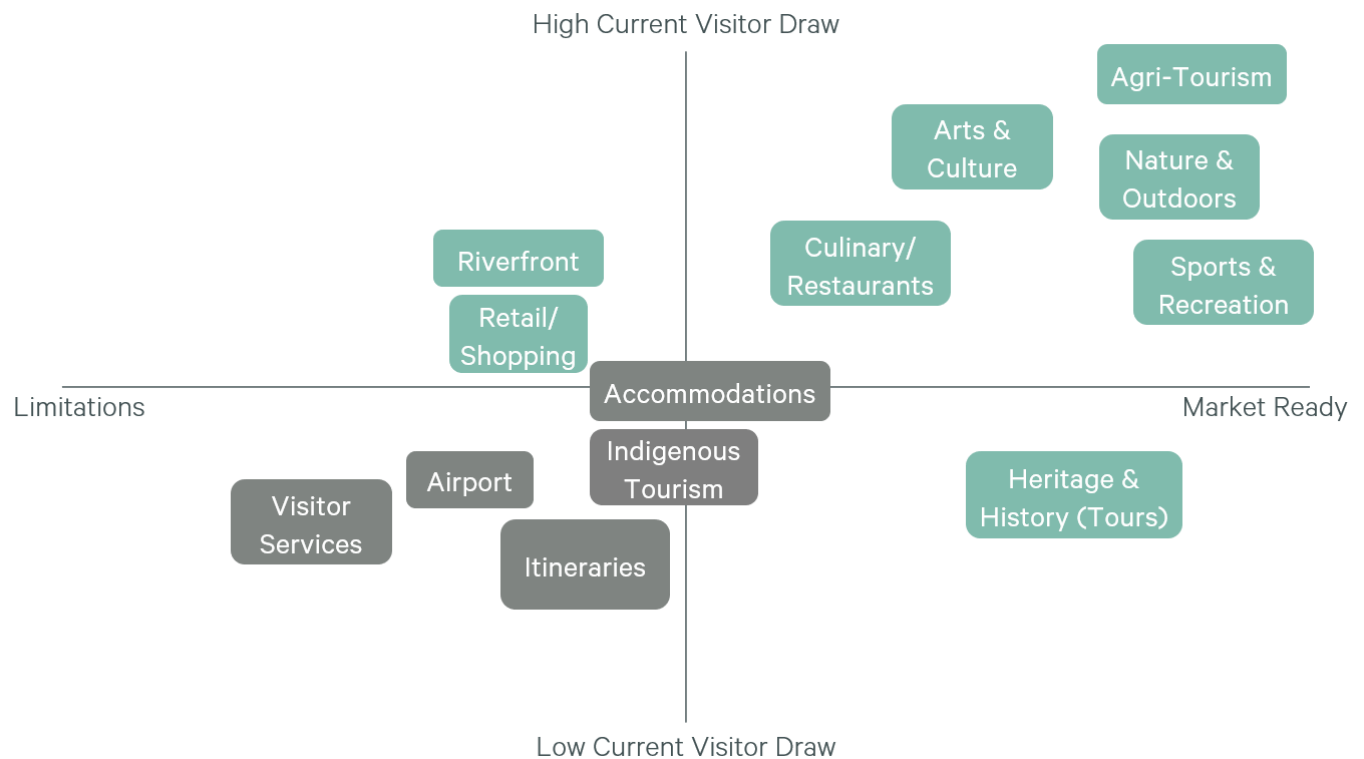 High Current Visitor Draw
Agri-Tourism
Arts &
Culture
Nature &
Outdoors
Culinary/
Restaurants
Riverfront
Sports &
Recreation
Retail/
Shopping
Accommodations
Limitations
Market Ready
Indigenous
Tourism
Airport
Heritage &
History (Tours)
Visitor
Services
Itineraries
Low Current Visitor Draw